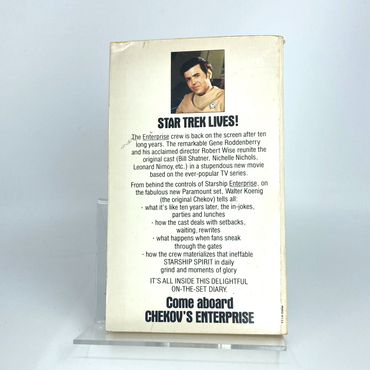 STAR TREK LIVES!
The Enterprise crew is back on the screen after ten
long years. The remarkable Gene Roddenberry
and his acclaimed director Robert Wise reunite the
original cast (Bill Shatner, Nichelle Nichols,
Leonard Nimoy, etc.) in a stupendous new movie
based on the ever-popular TV series.
From behind the controls of Starship Enterprise, on
the fabulous new Paramount set, Walter Koenig
(the original Chekov) tells all:
· what it's like ten years later, the in-jokes,
parties and lunches
· how the cast deals with setbacks,
waiting, rewrites
· what happens when fans sneak
through the gates
· how the crew materializes that ineffable
STARSHIP SPIRIT in daily
grind and moments of glory
IT'S ALL INSIDE THIS DELIGHTFUL
ON-THE-SET DIARY.
Come aboard
CHEKOV'S ENTERPRISE